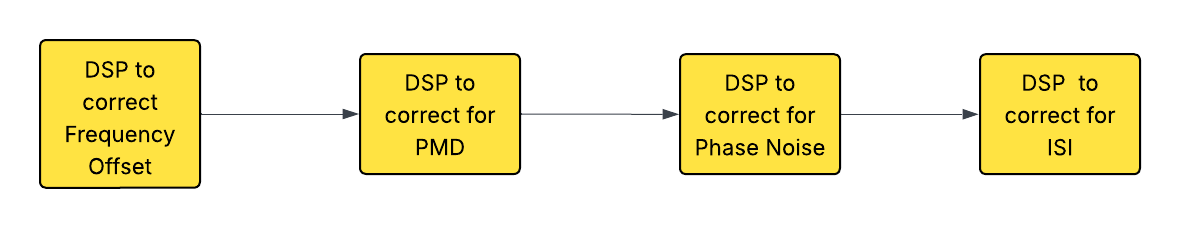 DSP to
correct
Frequency
Offset
DSP to
correct for
PMD
DSP to
correct for
Phase Noise
DSP  to
correct for
ISI